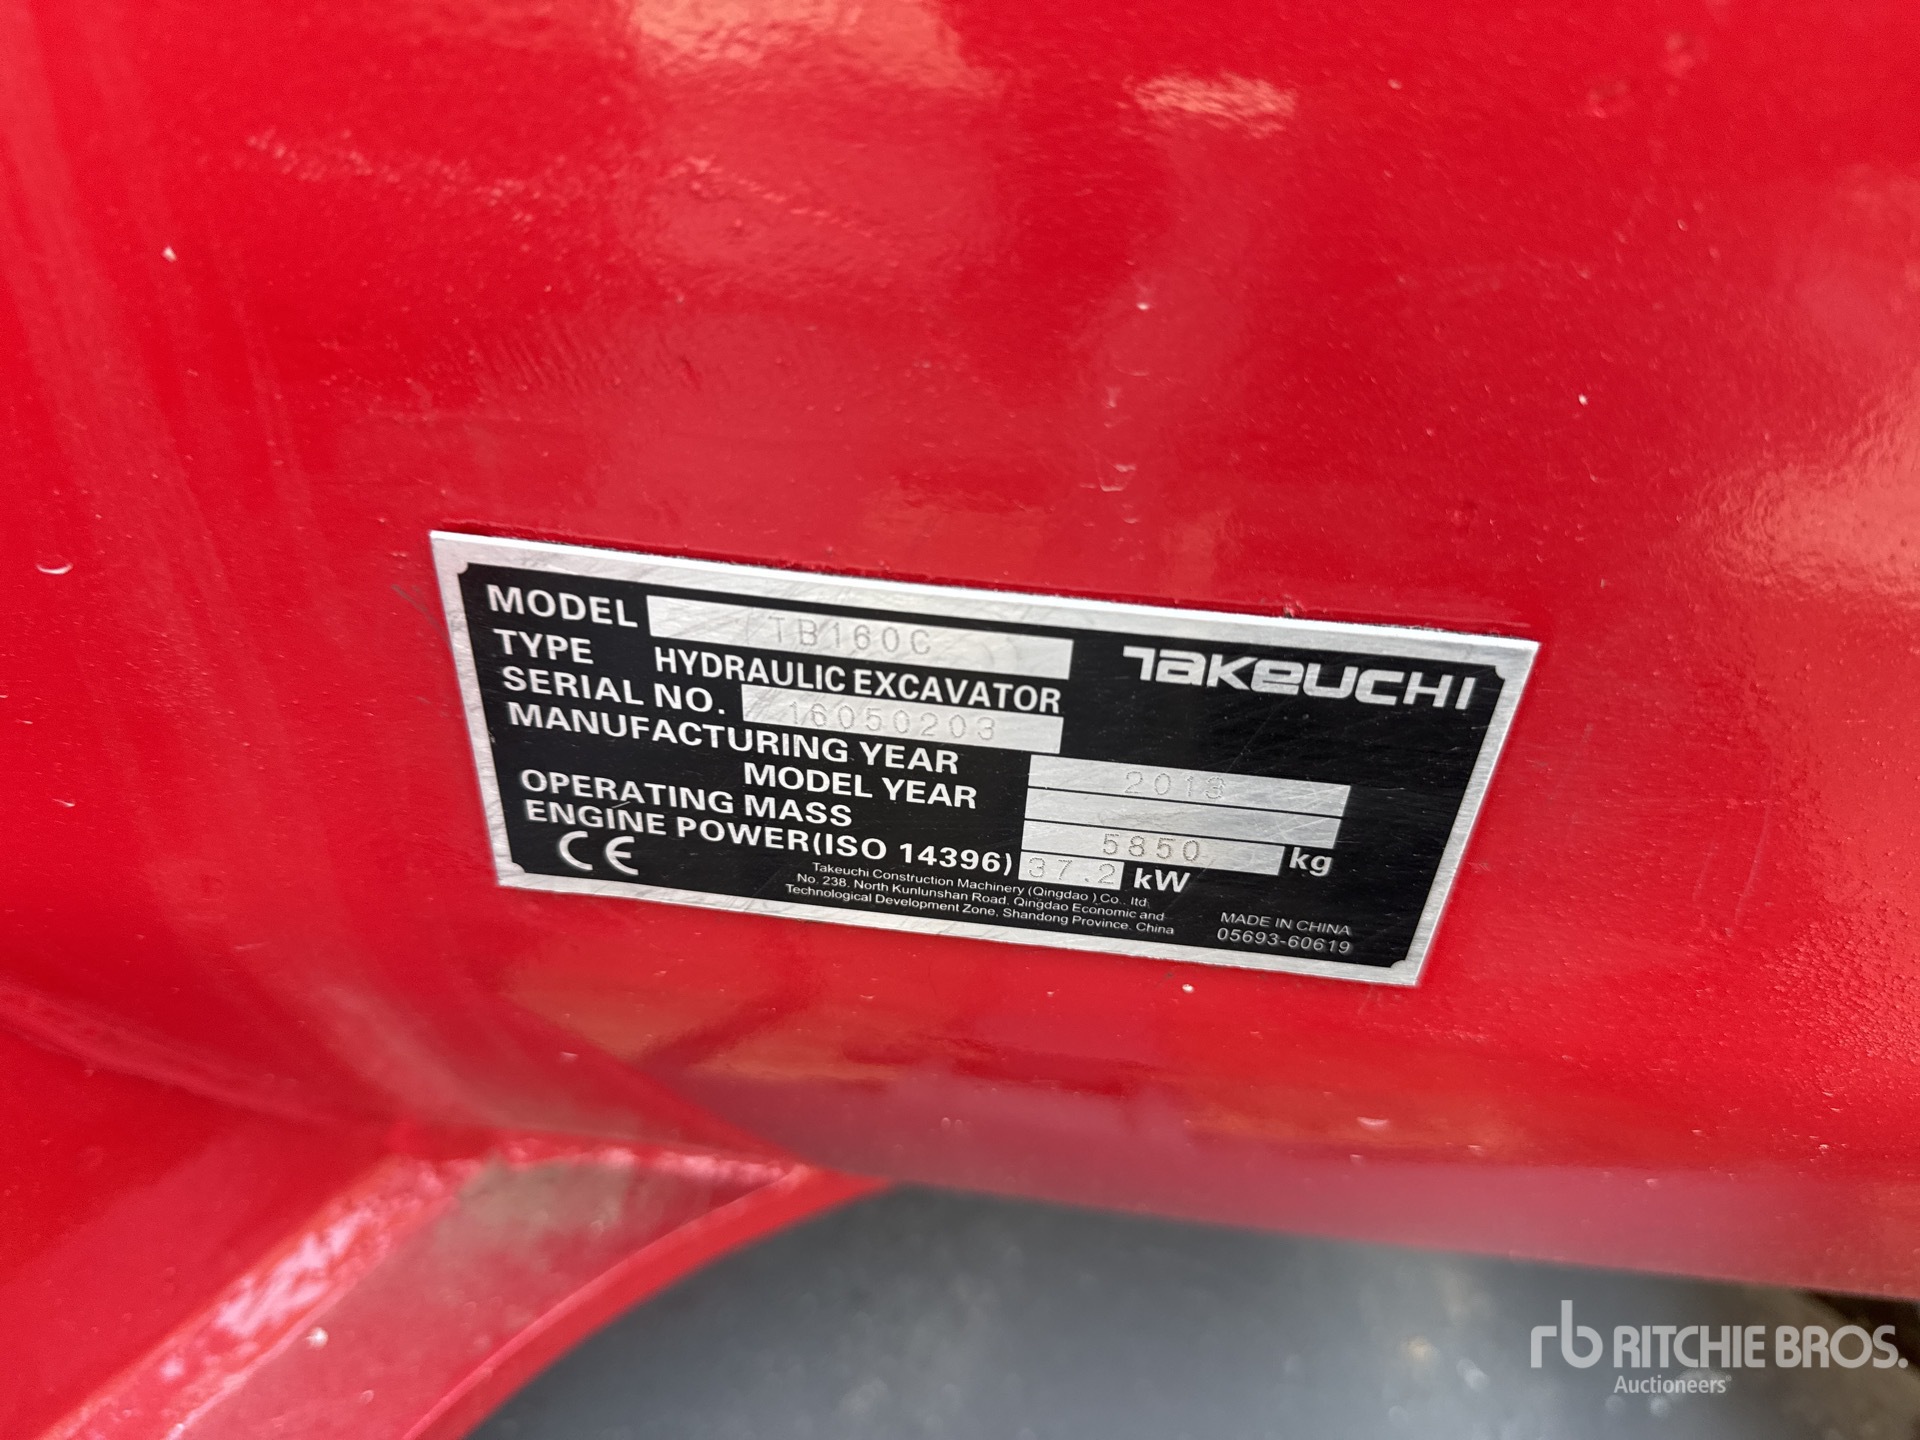 MODEL TB160C
TAKEUCHI
TYPE HYDRAULIC EXCAVATOR
SERIAL NO. 16050203
MANUFACTURING YEAR 2013
MODEL YEAR
OPERATING MASS 5850 kg
ENGINE POWER(ISO 14396) 37.2 kW
CE
Takeuchi Construction Machinery (Qingdao) Co., ltd
No. 238. North Kunlunshan Road. Qingdao Economic and
Technological Development Zone, Shandong Province. China
MADE IN CHINA
05693-60619
rb RITCHIE BROS.
Auctioneers